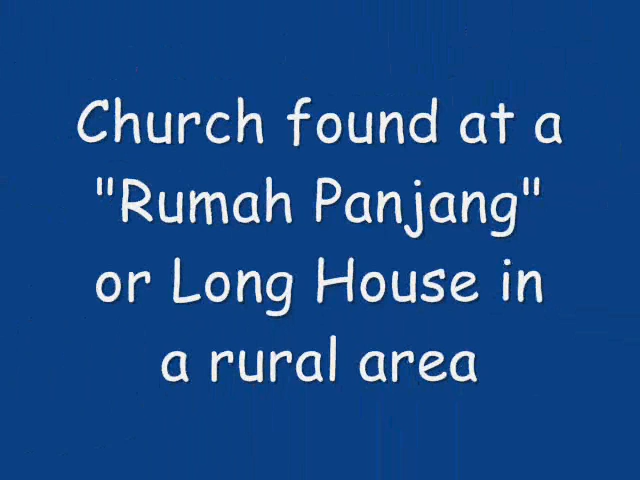 Church found at a
"Rumah Panjang"
or Long House in
a rural area